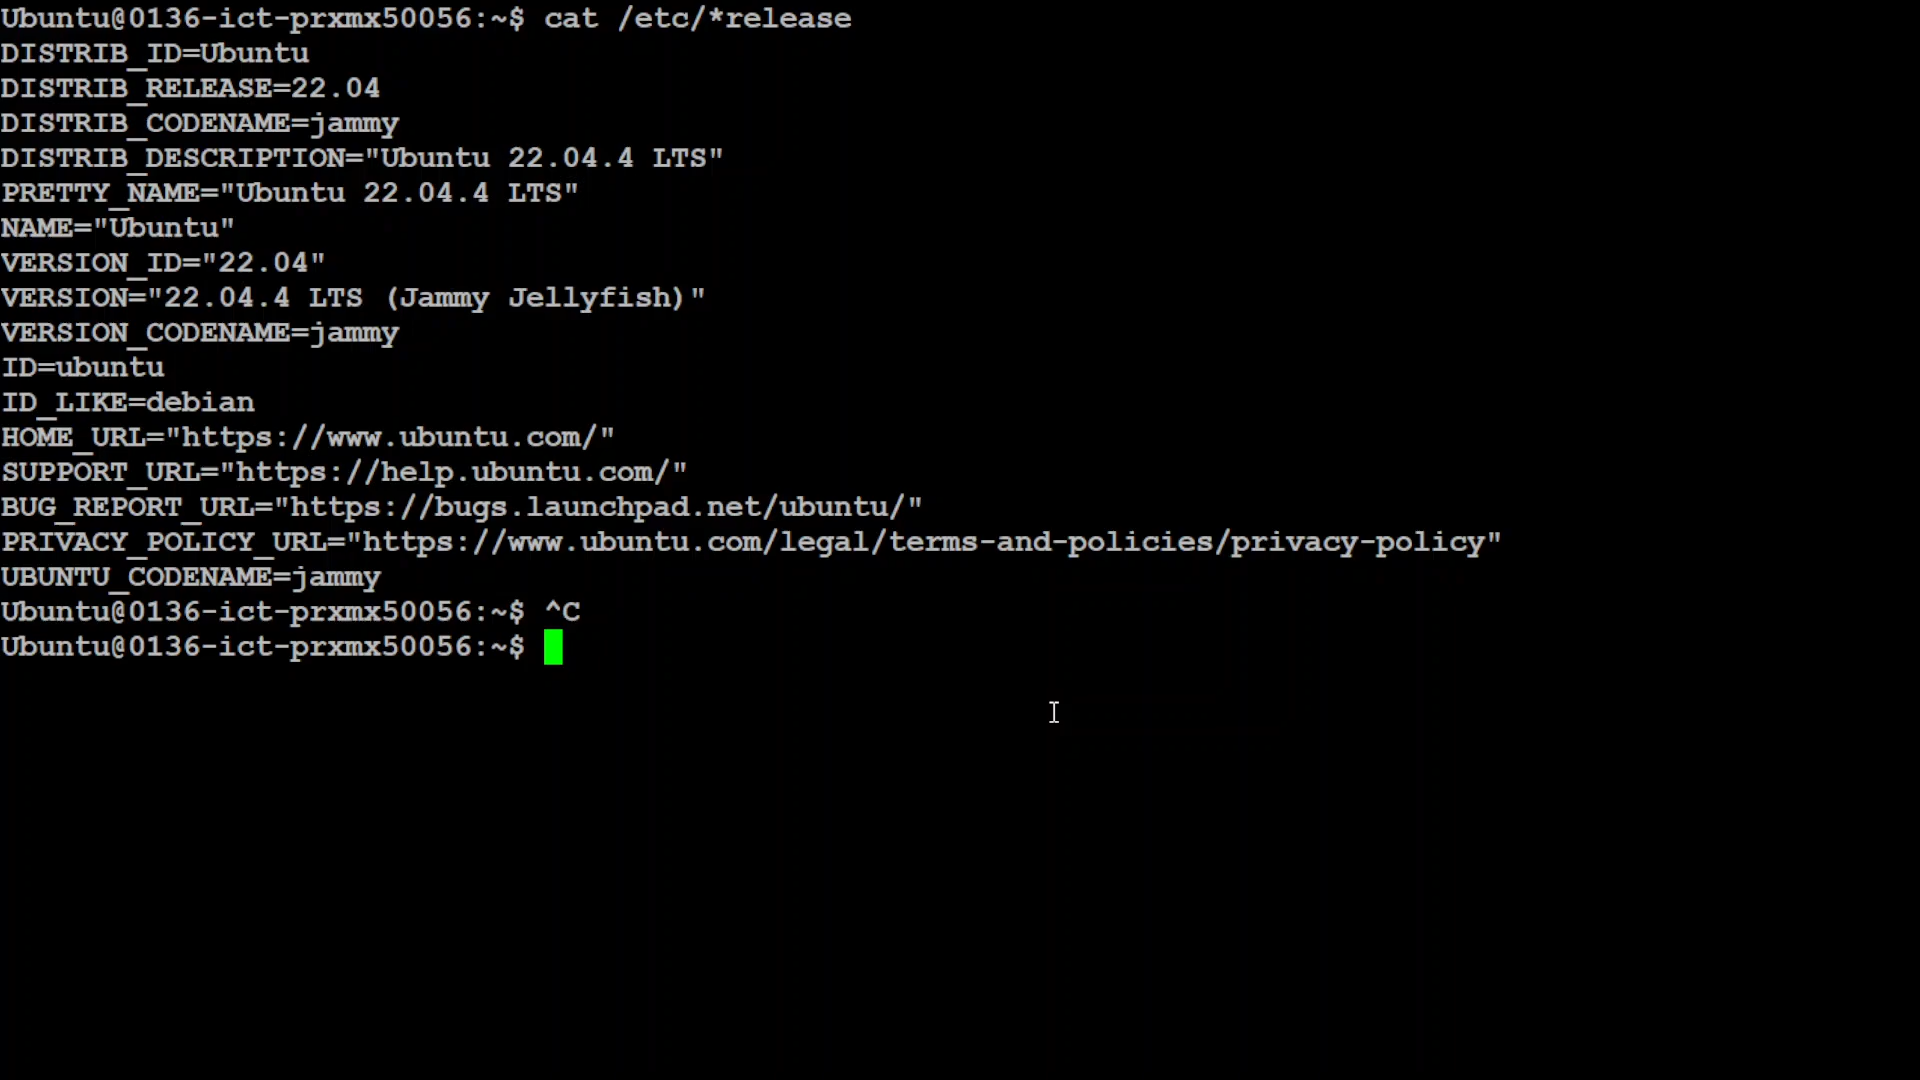 Ubuntu@0136-ict-prxmx50056:~$ cat /etc/*release
DISTRIB_ID=Ubuntu
DISTRIB_RELEASE=22.04
DISTRIB_CODENAME=jammy
DISTRIB_DESCRIPTION="Ubuntu 22.04.4 LTS"
PRETTY_NAME="Ubuntu 22.04.4 LTS"
NAME="Ubuntu"
VERSION_ID="22.04"
VERSION="22.04.4 LTS (Jammy Jellyfish)"
VERSION_CODENAME=jammy
ID=ubuntu
ID_LIKE=debian
HOME_URL="https://www.ubuntu.com/"
SUPPORT_URL="https://help.ubuntu.com/"
BUG_REPORT_URL="https://bugs.launchpad.net/ubuntu/"
PRIVACY_POLICY_URL="https://www.ubuntu.com/legal/terms-and-policies/privacy-policy"
UBUNTU_CODENAME=jammy
Ubuntu@0136-ict-prxmx50056:~$ ^C
Ubuntu@0136-ict-prxmx50056:~$